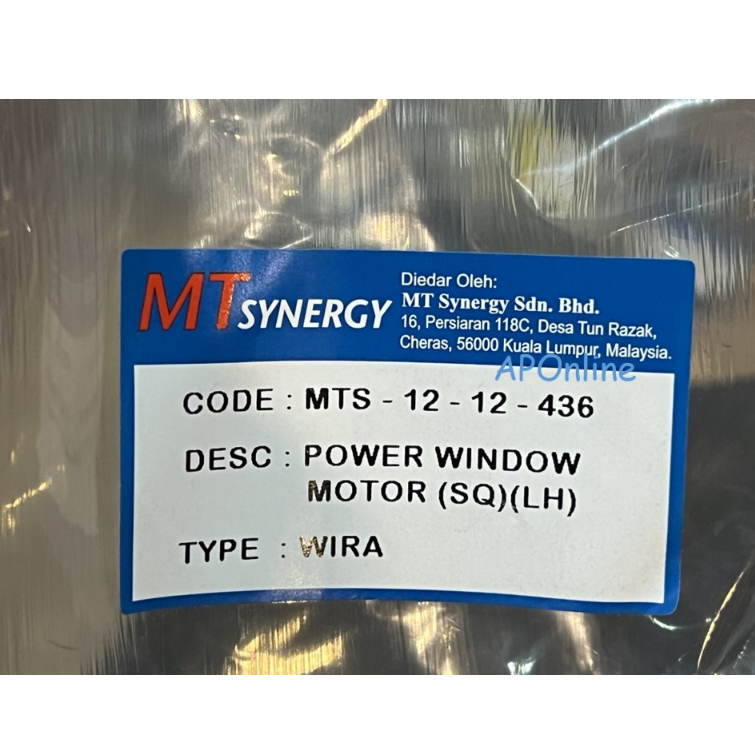 MT SYNERGY
Diedar Oleh:
MT Synergy Sdn. Bhd.
16, Persiaran 118C, Desa Tun Razak,
Cheras, 56000 Kuala Lumpur, Malaysia.
APOnline
CODE : MTS - 12 - 12 - 436
DESC : POWER WINDOW
MOTOR (SQ)(LH)
TYPE : WIRA